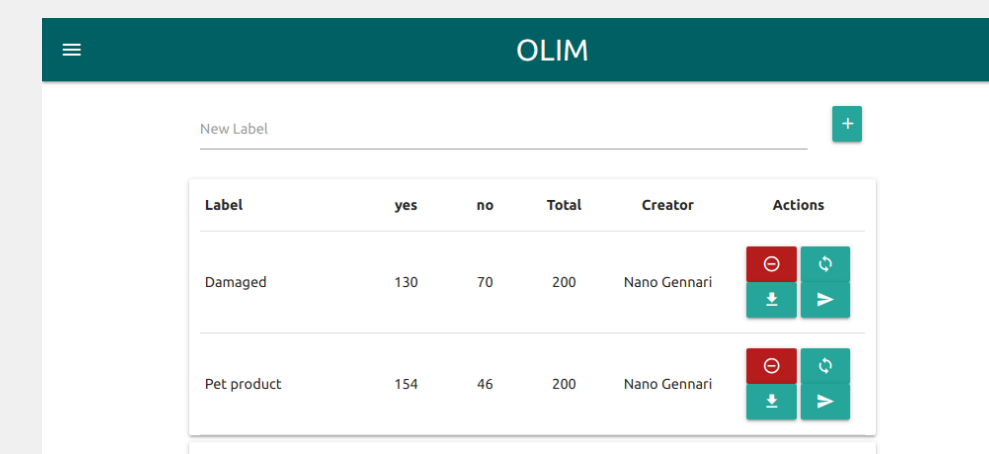 OLIM
New Label
+
Label yes no Total Creator Actions
Damaged 130 70 200 Nano Gennari
Pet product 154 46 200 Nano Gennari